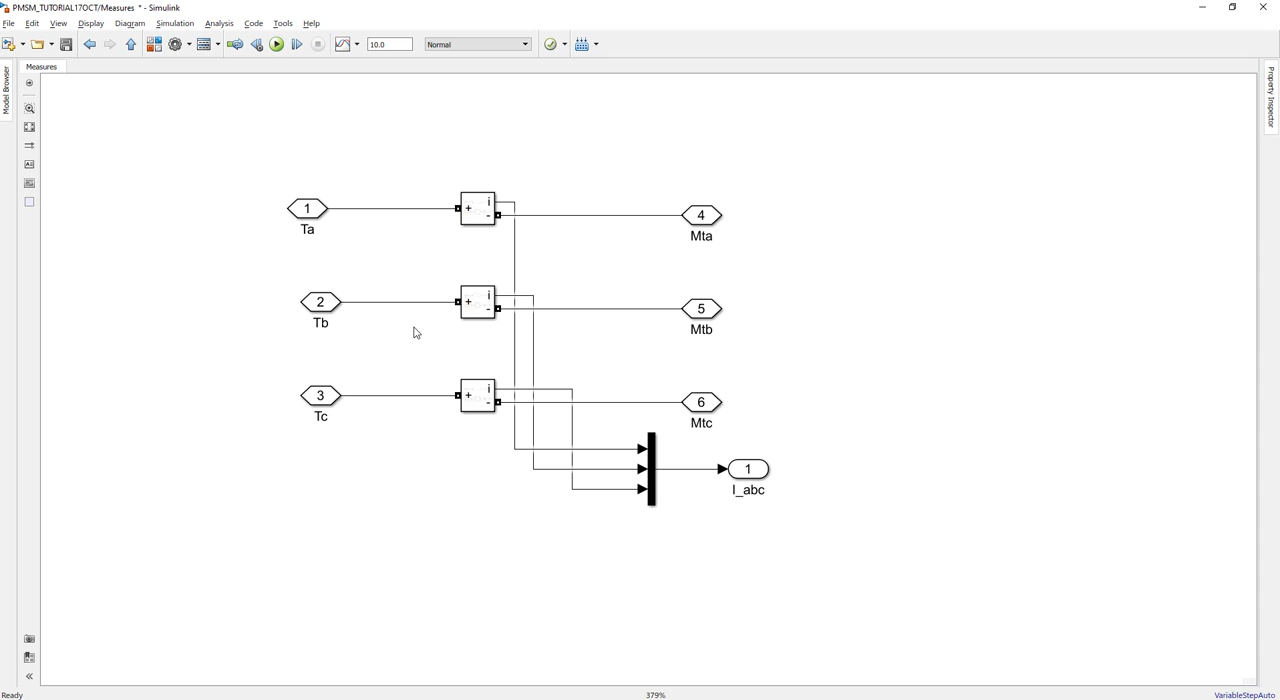 PMSM_TUTORIAL17OCT/Measures * - Simulink
File Edit View Display Diagram Simulation Analysis Code Tools Help
10.0 Normal
Model Browser
Measures
Property Inspector
1
Ta
+ i -
4
Mta
2
Tb
+ i -
5
Mtb
3
Tc
+ i -
6
Mtc
1
I_abc
Ready 379% VariableStepAuto